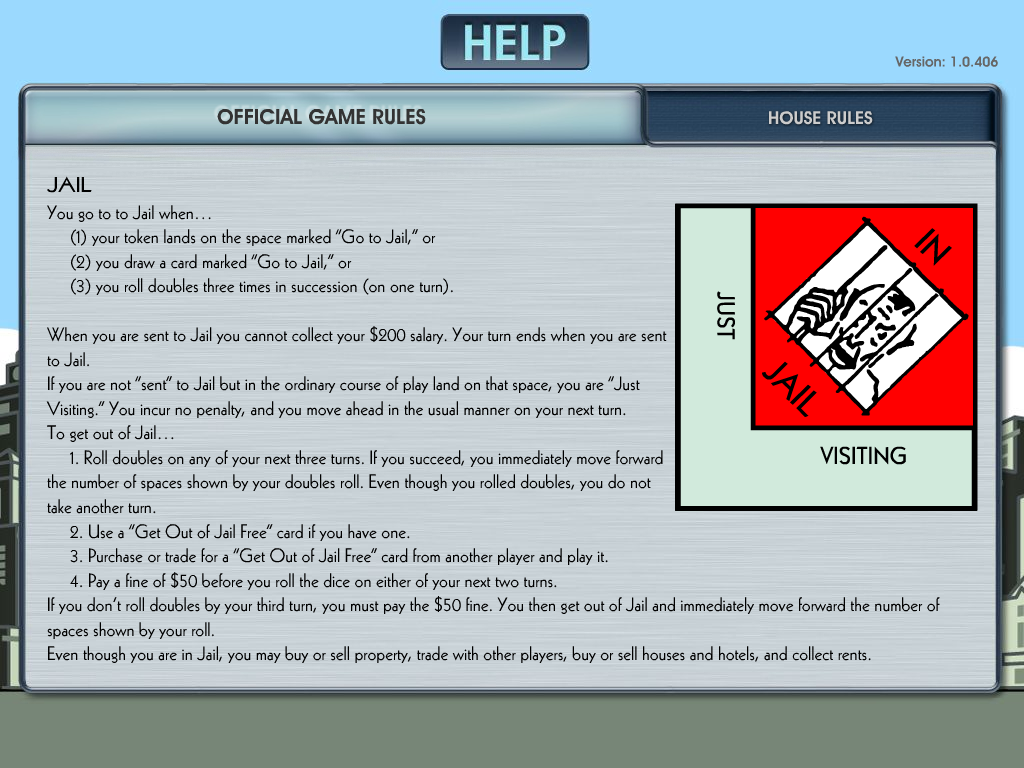 HELP
Version: 1.0.406
OFFICIAL GAME RULES
HOUSE RULES
JAIL
You go to to Jail when...
(1) your token lands on the space marked "Go to Jail," or
(2) you draw a card marked "Go to Jail," or
(3) you roll doubles three times in succession (on one turn).
When you are sent to Jail you cannot collect your $200 salary. Your turn ends when you are sent
to Jail.
If you are not "sent" to Jail but in the ordinary course of play land on that space, you are "Just
Visiting." You incur no penalty, and you move ahead in the usual manner on your next turn.
To get out of Jail...
1. Roll doubles on any of your next three turns. If you succeed, you immediately move forward
the number of spaces shown by your doubles roll. Even though you rolled doubles, you do not
take another turn.
2. Use a "Get Out of Jail Free" card if you have one.
3. Purchase or trade for a "Get Out of Jail Free" card from another player and play it.
4. Pay a fine of $50 before you roll the dice on either of your next two turns.
If you don't roll doubles by your third turn, you must pay the $50 fine. You then get out of Jail and immediately move forward the number of
spaces shown by your roll.
Even though you are in Jail, you may buy or sell property, trade with other players, buy or sell houses and hotels, and collect rents.
IN
JAIL
JUST
VISITING